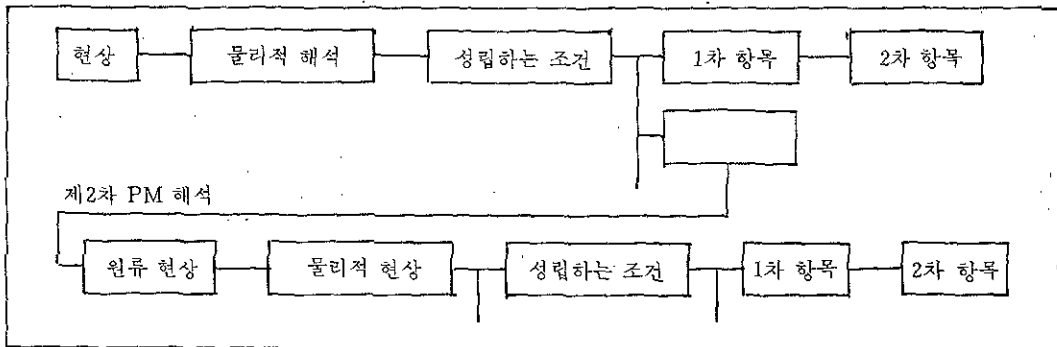 현상
물리적 해석
성립하는 조건
1차 항목
2차 항목
제2차 PM 해석
원류 현상
물리적 현상
성립하는 조건
1차 항목
2차 항목